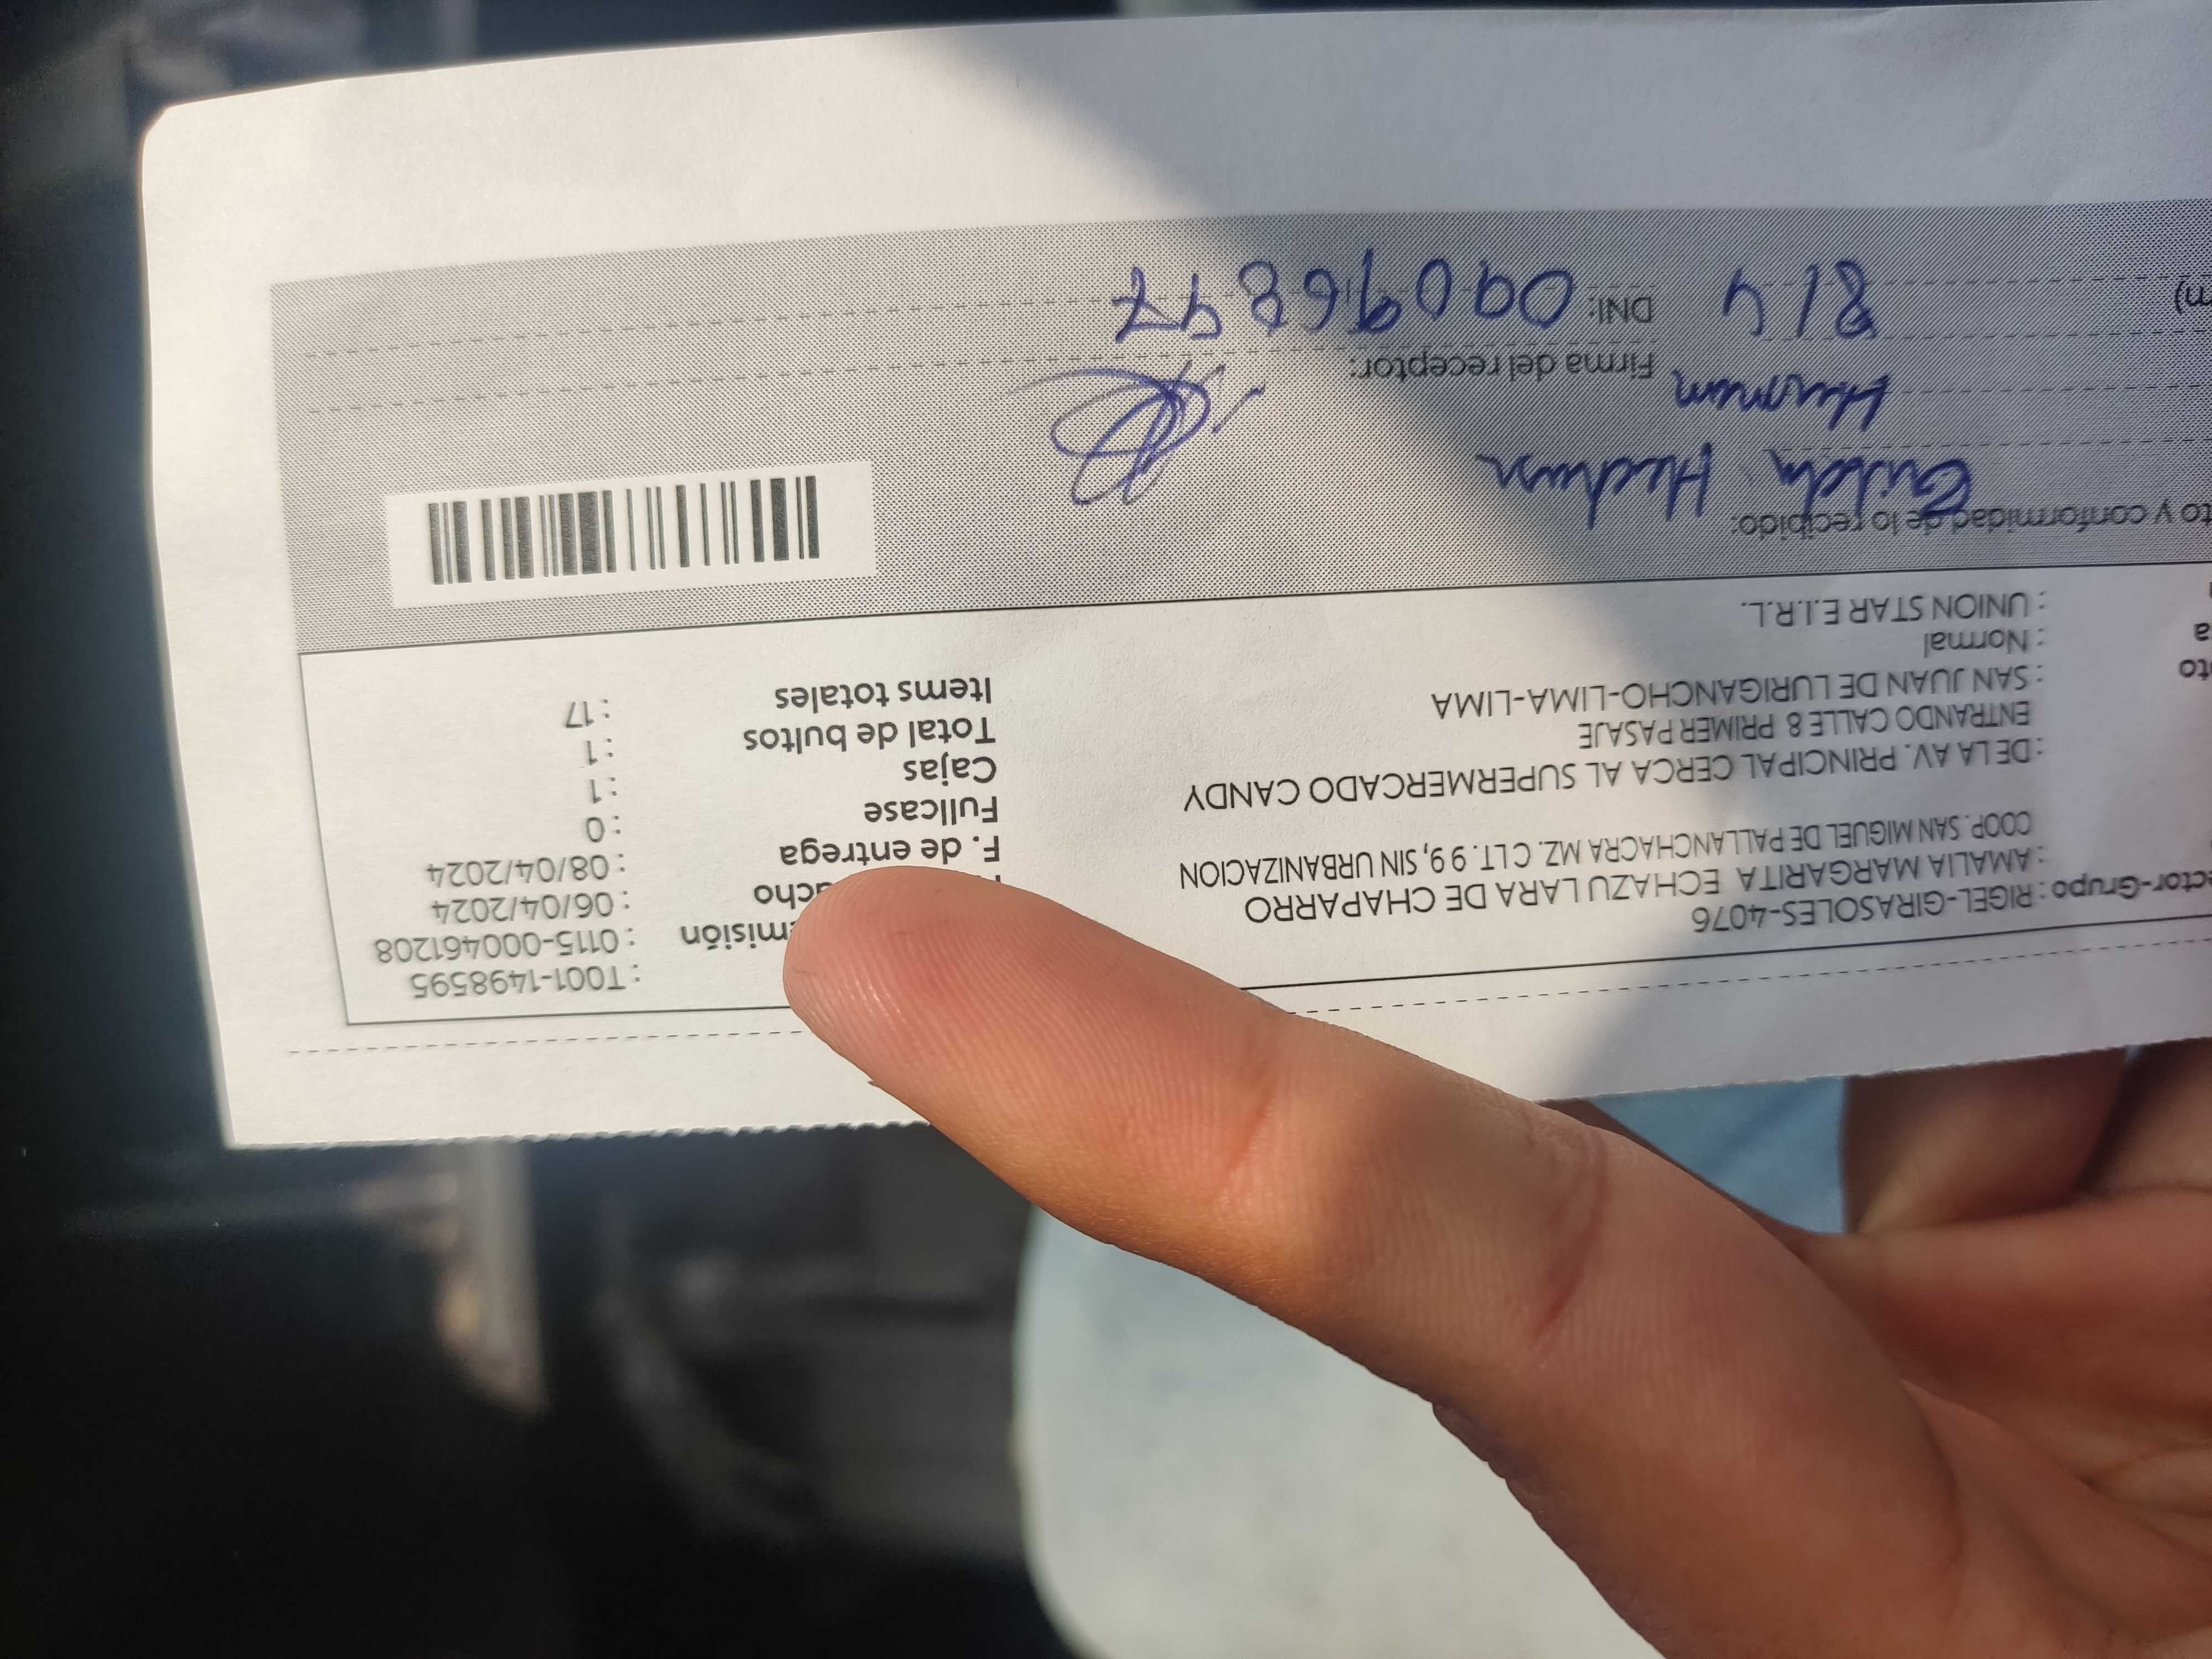 : T001-1498595
misión : 0115-000461208
acho : 06/04/2024
F. de entrega : 08/04/2024
Fullcase : 0
Cajas : 1
Total de bultos : 1
Items totales : 17
ctor-Grupo : RIGEL-GIRASOLES-4076
: AMALIA MARGARITA ECHAZU LARA DE CHAPARRO
COOP. SAN MIGUEL DE PALLANCHACRA MZ. C LT. 9 9, SIN URBANIZACION
: DE LA AV. PRINCIPAL CERCA AL SUPERMERCADO CANDY
ENTRANDO CALLE 8 PRIMER PASAJE
: SAN JUAN DE LURIGANCHO-LIMA-LIMA
: Normal
: UNION STAR E.I.R.L.
to y conformidad de lo recibido:
Firma del receptor:
8/4
DNI: 09096847